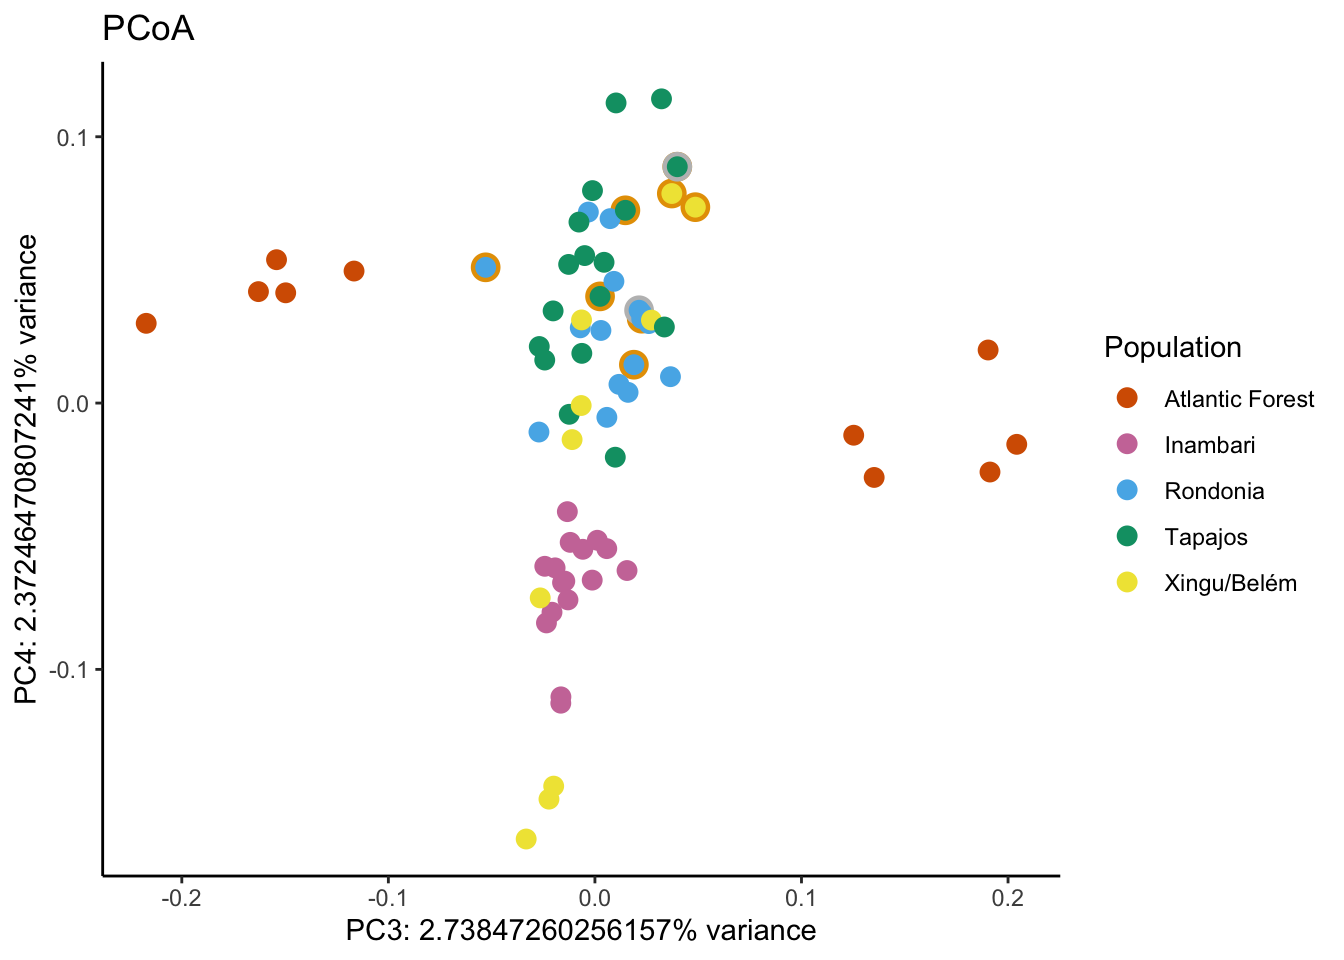 PCoA
PC4: 2.37246470807241% variance
0.1
0.0
-0.1
-0.2
-0.1
0.0
0.1
0.2
PC3: 2.73847260256157% variance
Population
Atlantic Forest
Inambari
Rondonia
Tapajos
Xingu/Belém